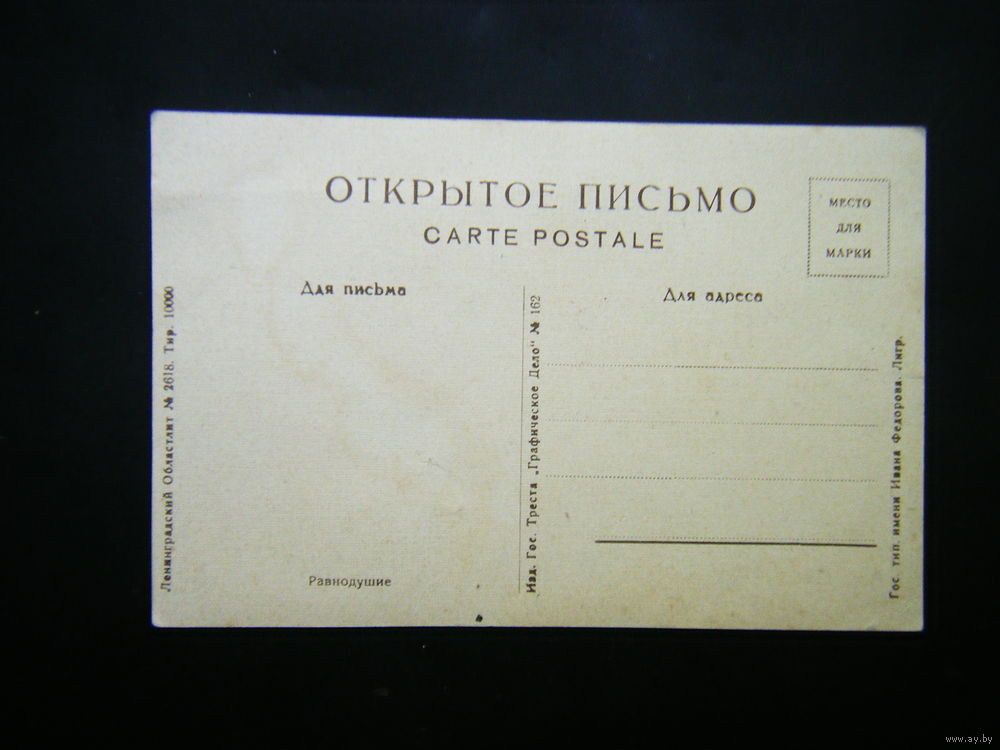 ОТКРЫТОЕ ПИСЬМО
CARTE POSTALE
МЕСТО
ДЛЯ
МАРКИ
Для письма
Для адреса
Ленинградский Областлит № 2618. Тир. 10000
Равнодушие
Изд. Гос. Треста „Графическое Дело“ № 162
Гос. тип. имени Ивана Федорова. Лнгр.
www.ay.by